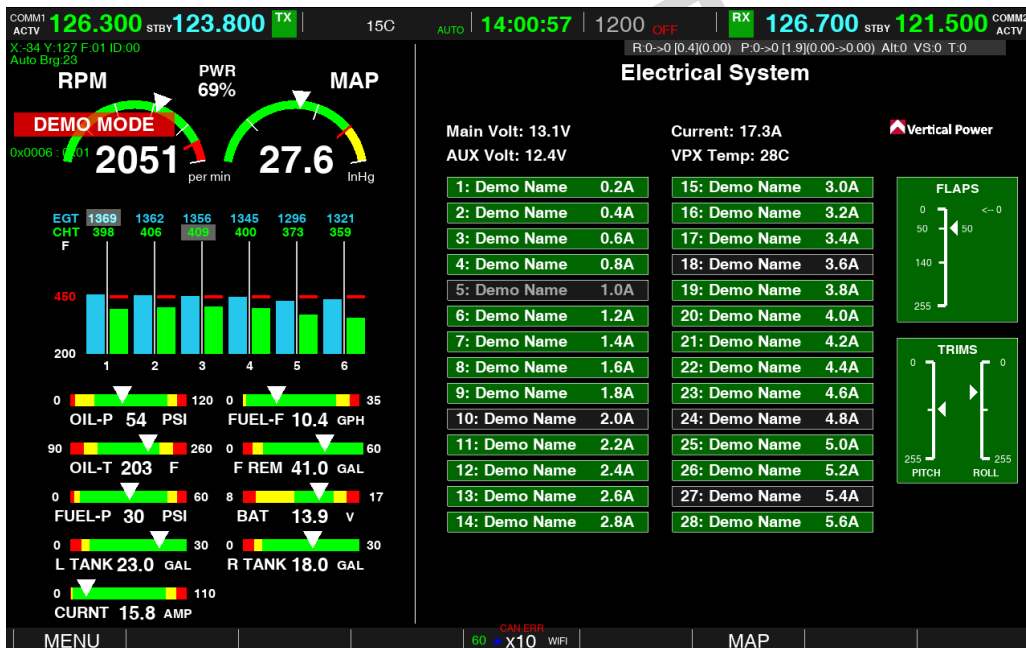 COMM1 ACTV 126.300 STBY 123.800 TX 15C AUTO 14:00:57 1200 OFF RX 126.700 STBY 121.500 COMM2 ACTV
X:-34 Y:127 F:01 ID:00
R:0->0 [0.4](0.00) P:0->0 [1.9](0.00->0.00) Alt:0 VS:0 T:0
Auto Brg:23
RPM PWR 69% MAP
DEMO MODE
2051 per min 27.6 InHg
EGT 1369 1362 1356 1345 1296 1321
CHT 398 406 409 400 373 359
F
450
200
1 2 3 4 5 6
0 120 0 35
OIL-P 54 PSI FUEL-F 10.4 GPH
90 260 0 60
OIL-T 203 F F REM 41.0 GAL
0 60 8 17
FUEL-P 30 PSI BAT 13.9 V
0 30 0 30
L TANK 23.0 GAL R TANK 18.0 GAL
0 110
CURNT 15.8 AMP
Electrical System
Main Volt: 13.1V Current: 17.3A Vertical Power
AUX Volt: 12.4V VPX Temp: 28C
1: Demo Name 0.2A 15: Demo Name 3.0A
2: Demo Name 0.4A 16: Demo Name 3.2A
3: Demo Name 0.6A 17: Demo Name 3.4A
4: Demo Name 0.8A 18: Demo Name 3.6A
5: Demo Name 1.0A 19: Demo Name 3.8A
6: Demo Name 1.2A 20: Demo Name 4.0A
7: Demo Name 1.4A 21: Demo Name 4.2A
8: Demo Name 1.6A 22: Demo Name 4.4A
9: Demo Name 1.8A 23: Demo Name 4.6A
10: Demo Name 2.0A 24: Demo Name 4.8A
11: Demo Name 2.2A 25: Demo Name 5.0A
12: Demo Name 2.4A 26: Demo Name 5.2A
13: Demo Name 2.6A 27: Demo Name 5.4A
14: Demo Name 2.8A 28: Demo Name 5.6A
FLAPS
0 <-- 0
50 50
140
255
TRIMS
0 0
255 255
PITCH ROLL
CAN ERR
MENU 60 x10 WIFI MAP